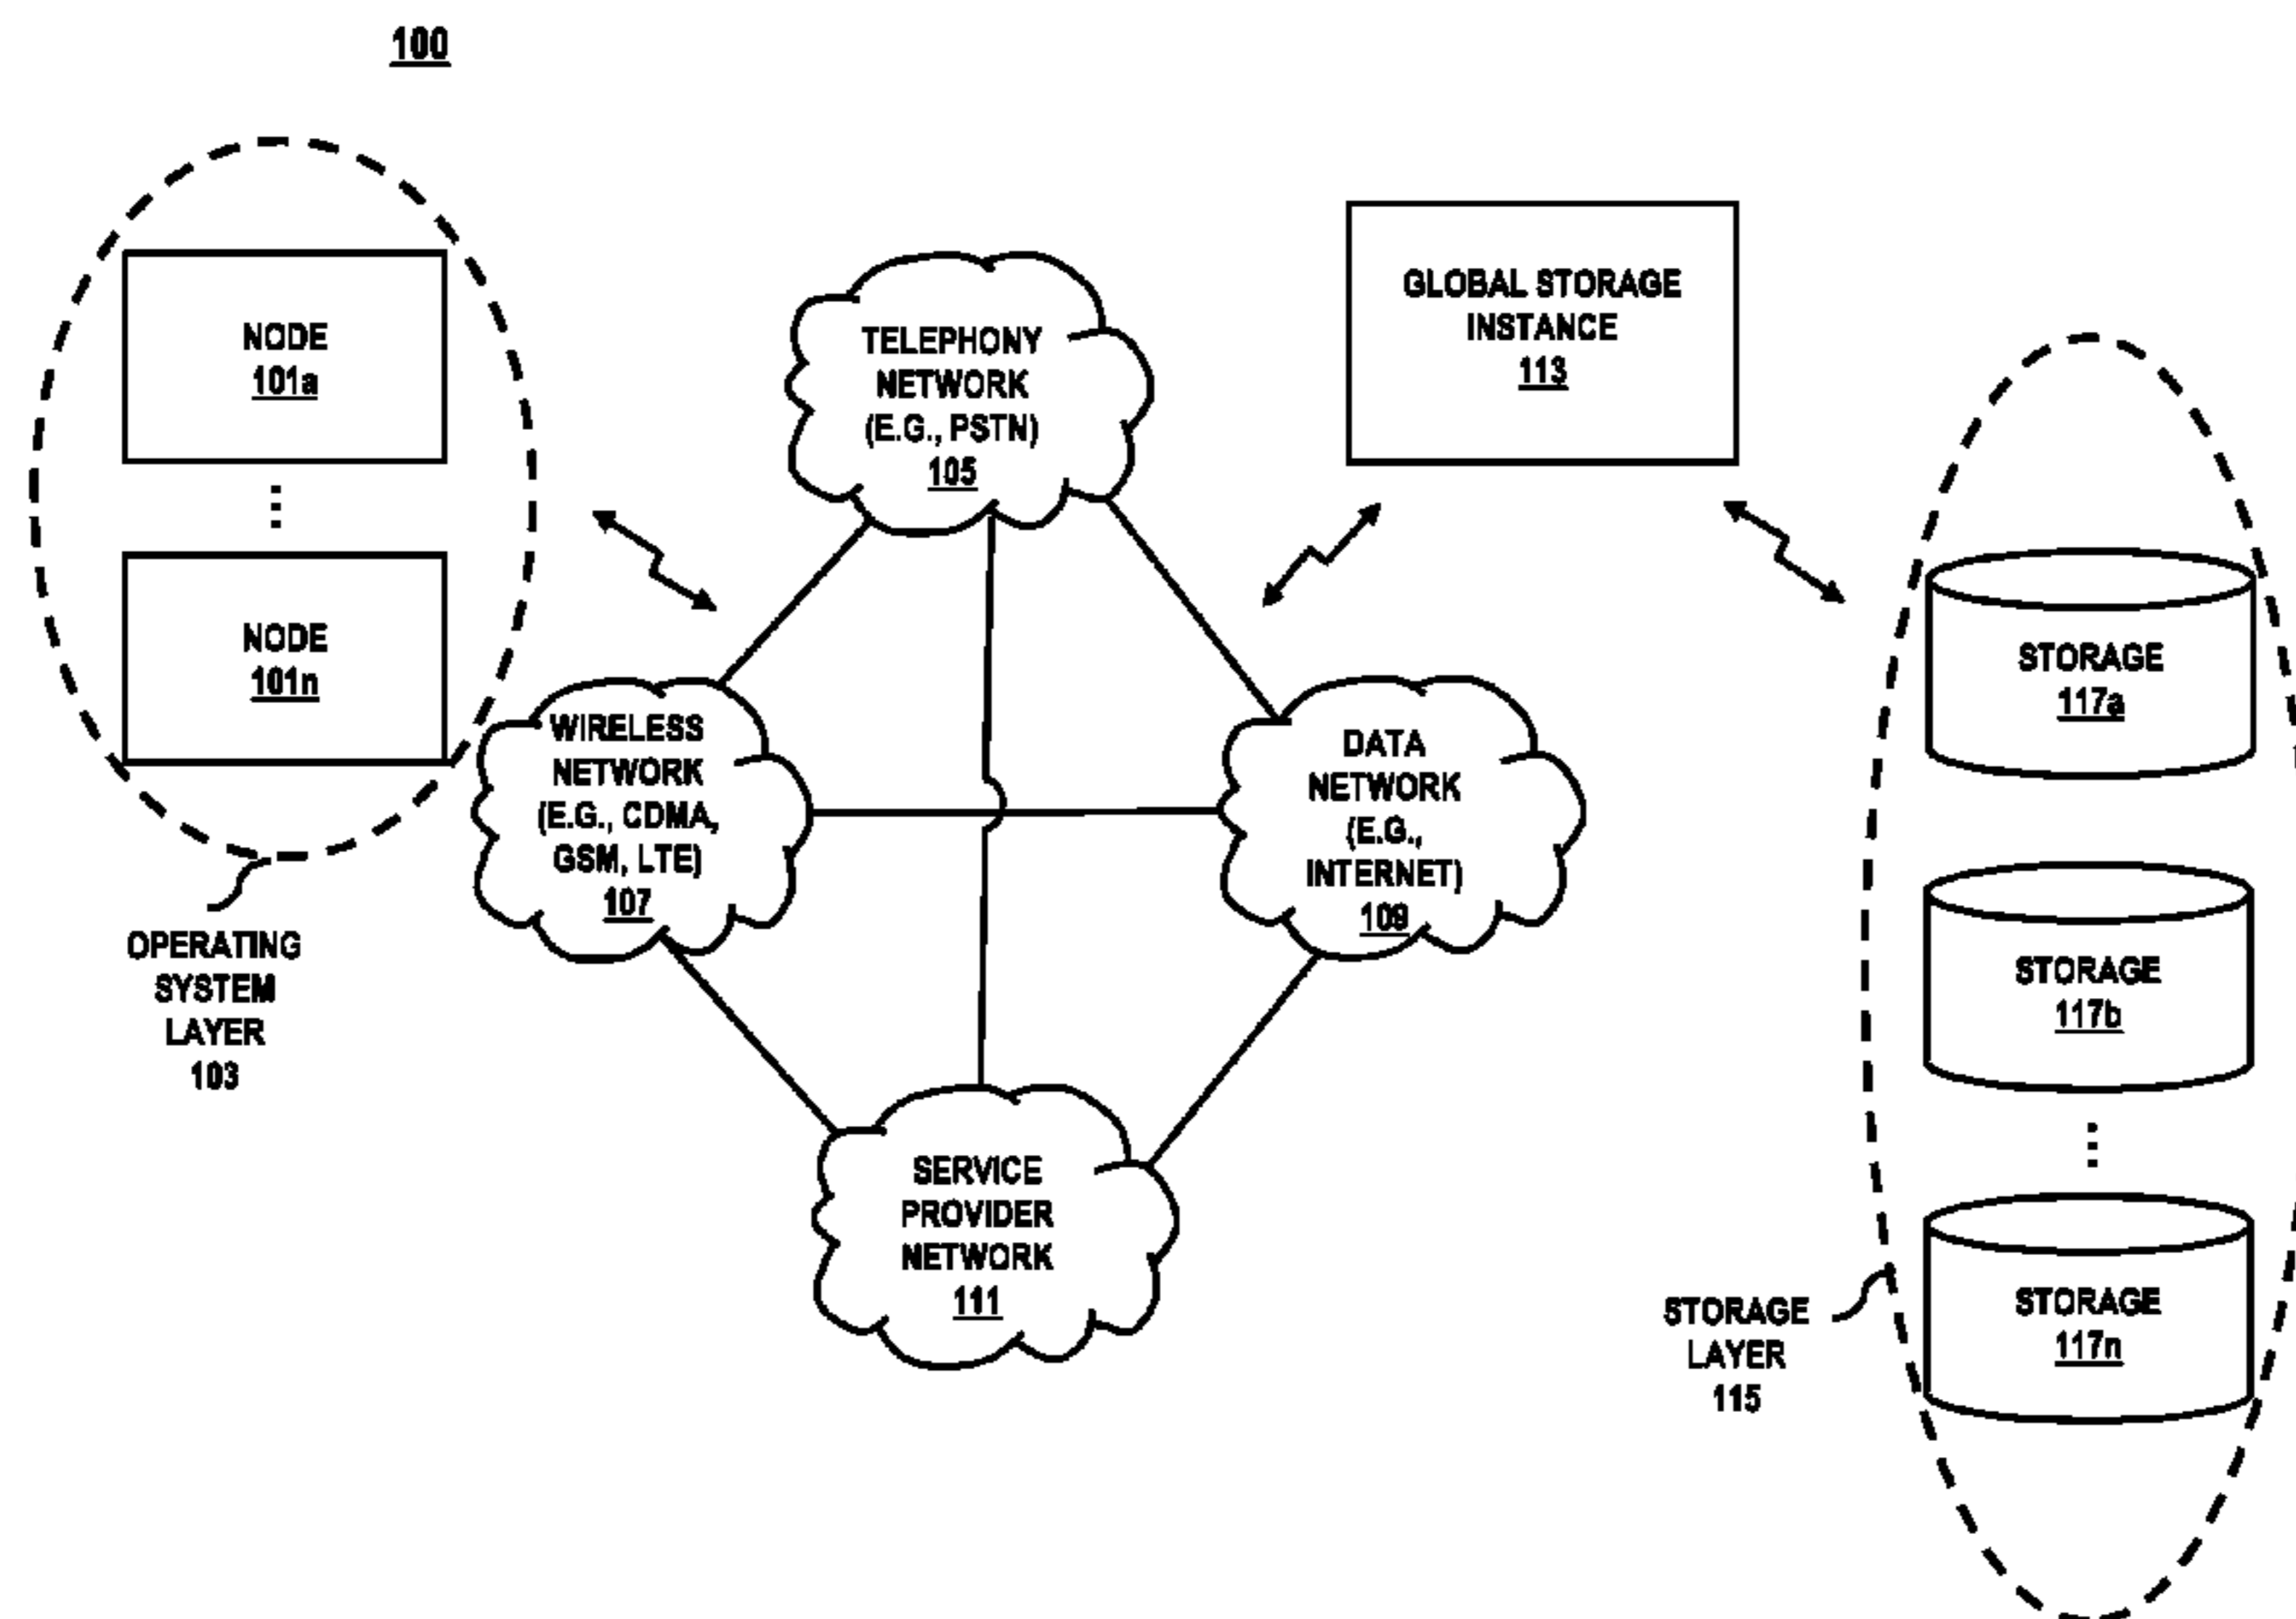 100
NODE
101a
NODE
101n
OPERATING
SYSTEM
LAYER
103
TELEPHONY
NETWORK
(E.G., PSTN)
105
WIRELESS
NETWORK
(E.G., CDMA,
GSM, LTE)
107
DATA
NETWORK
(E.G.,
INTERNET)
109
SERVICE
PROVIDER
NETWORK
111
GLOBAL STORAGE
INSTANCE
113
STORAGE
117a
STORAGE
117b
STORAGE
117n
STORAGE
LAYER
115